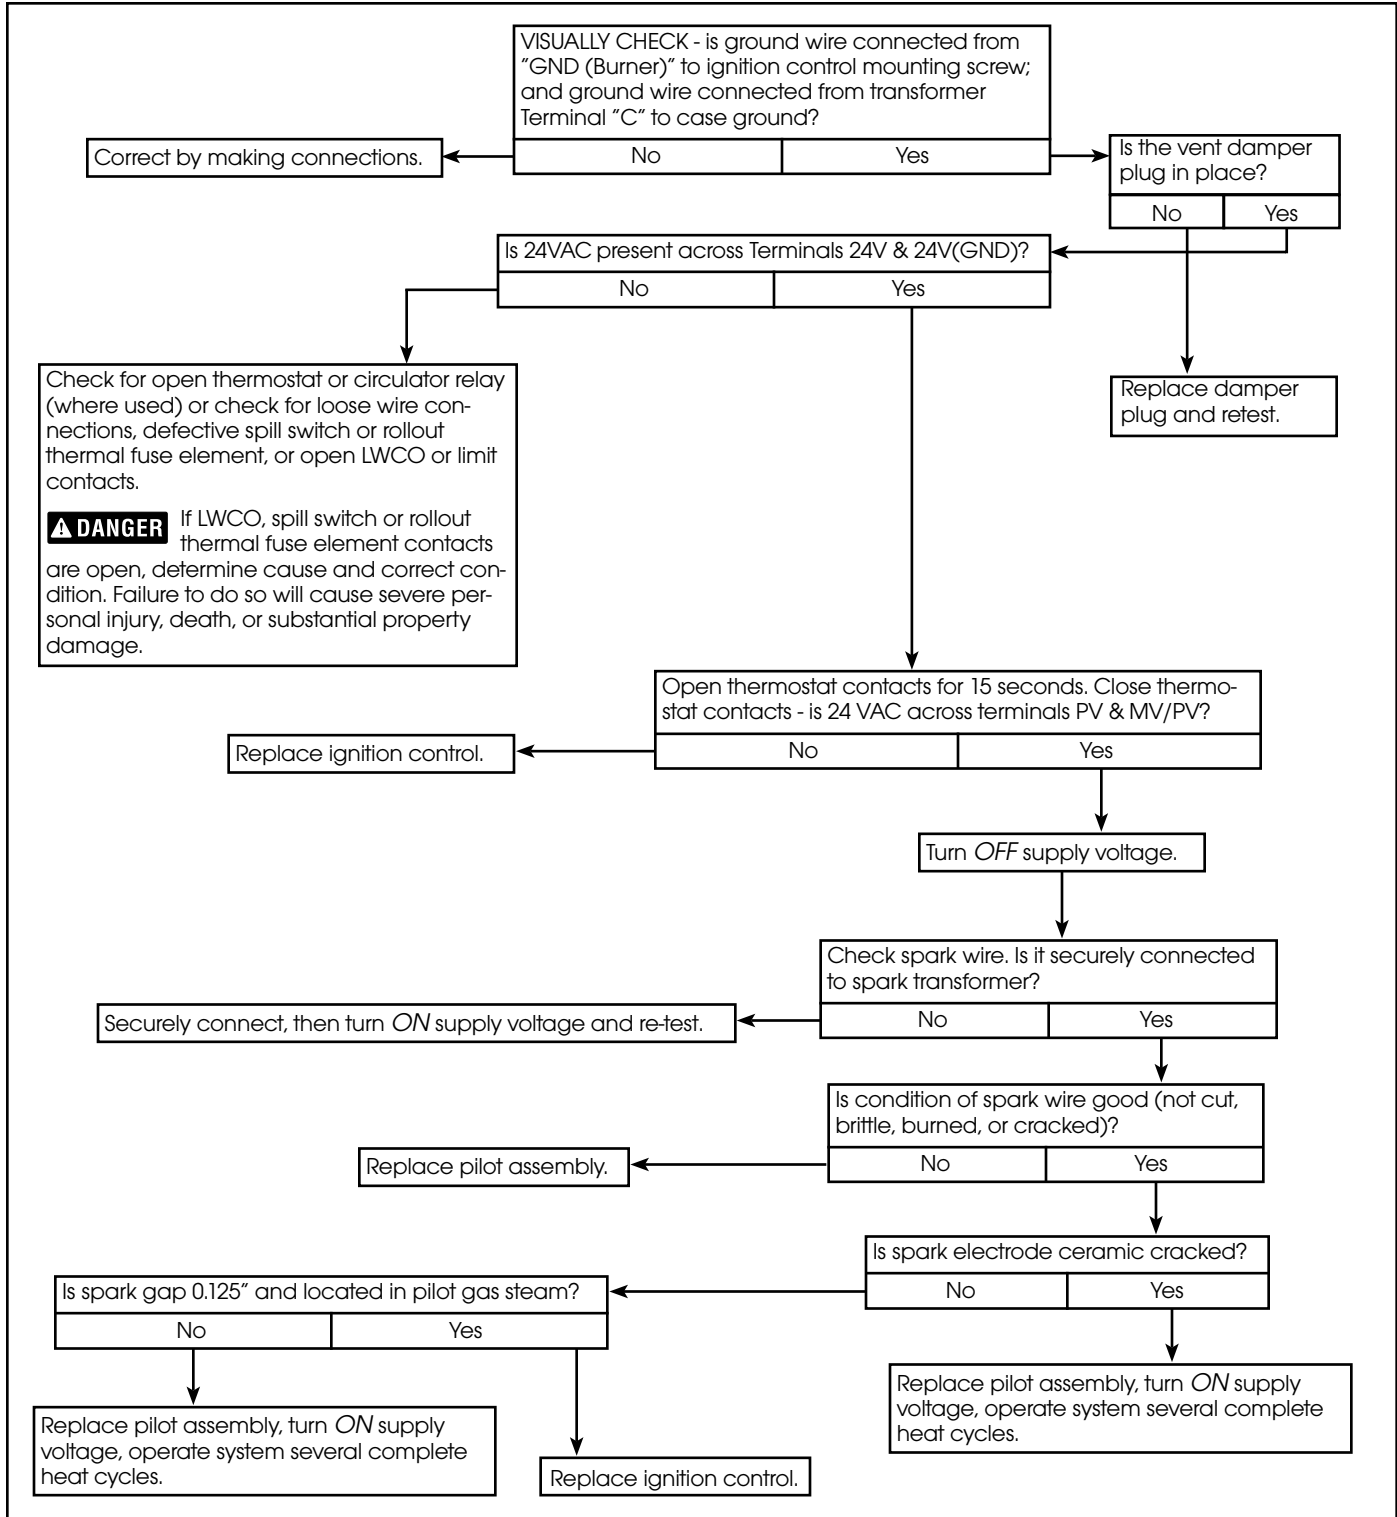 VISUALLY CHECK - is ground wire connected from
"GND (Burner)" to ignition control mounting screw;
and ground wire connected from transformer
Terminal "C" to case ground?
No
Yes
Correct by making connections.
Is the vent damper
plug in place?
No
Yes
Is 24VAC present across Terminals 24V & 24V(GND)?
No
Yes
Replace damper
plug and retest.
Check for open thermostat or circulator relay
(where used) or check for loose wire con-
nections, defective spill switch or rollout
thermal fuse element, or open LWCO or limit
contacts.
DANGER If LWCO, spill switch or rollout
thermal fuse element contacts
are open, determine cause and correct con-
dition. Failure to do so will cause severe per-
sonal injury, death, or substantial property
damage.
Open thermostat contacts for 15 seconds. Close thermo-
stat contacts - is 24 VAC across terminals PV & MV/PV?
No
Yes
Replace ignition control.
Turn OFF supply voltage.
Check spark wire. Is it securely connected
to spark transformer?
No
Yes
Securely connect, then turn ON supply voltage and re-test.
Is condition of spark wire good (not cut,
brittle, burned, or cracked)?
No
Yes
Replace pilot assembly.
Is spark electrode ceramic cracked?
No
Yes
Is spark gap 0.125" and located in pilot gas steam?
No
Yes
Replace pilot assembly, turn ON supply
voltage, operate system several complete
heat cycles.
Replace pilot assembly, turn ON supply
voltage, operate system several complete
heat cycles.
Replace ignition control.